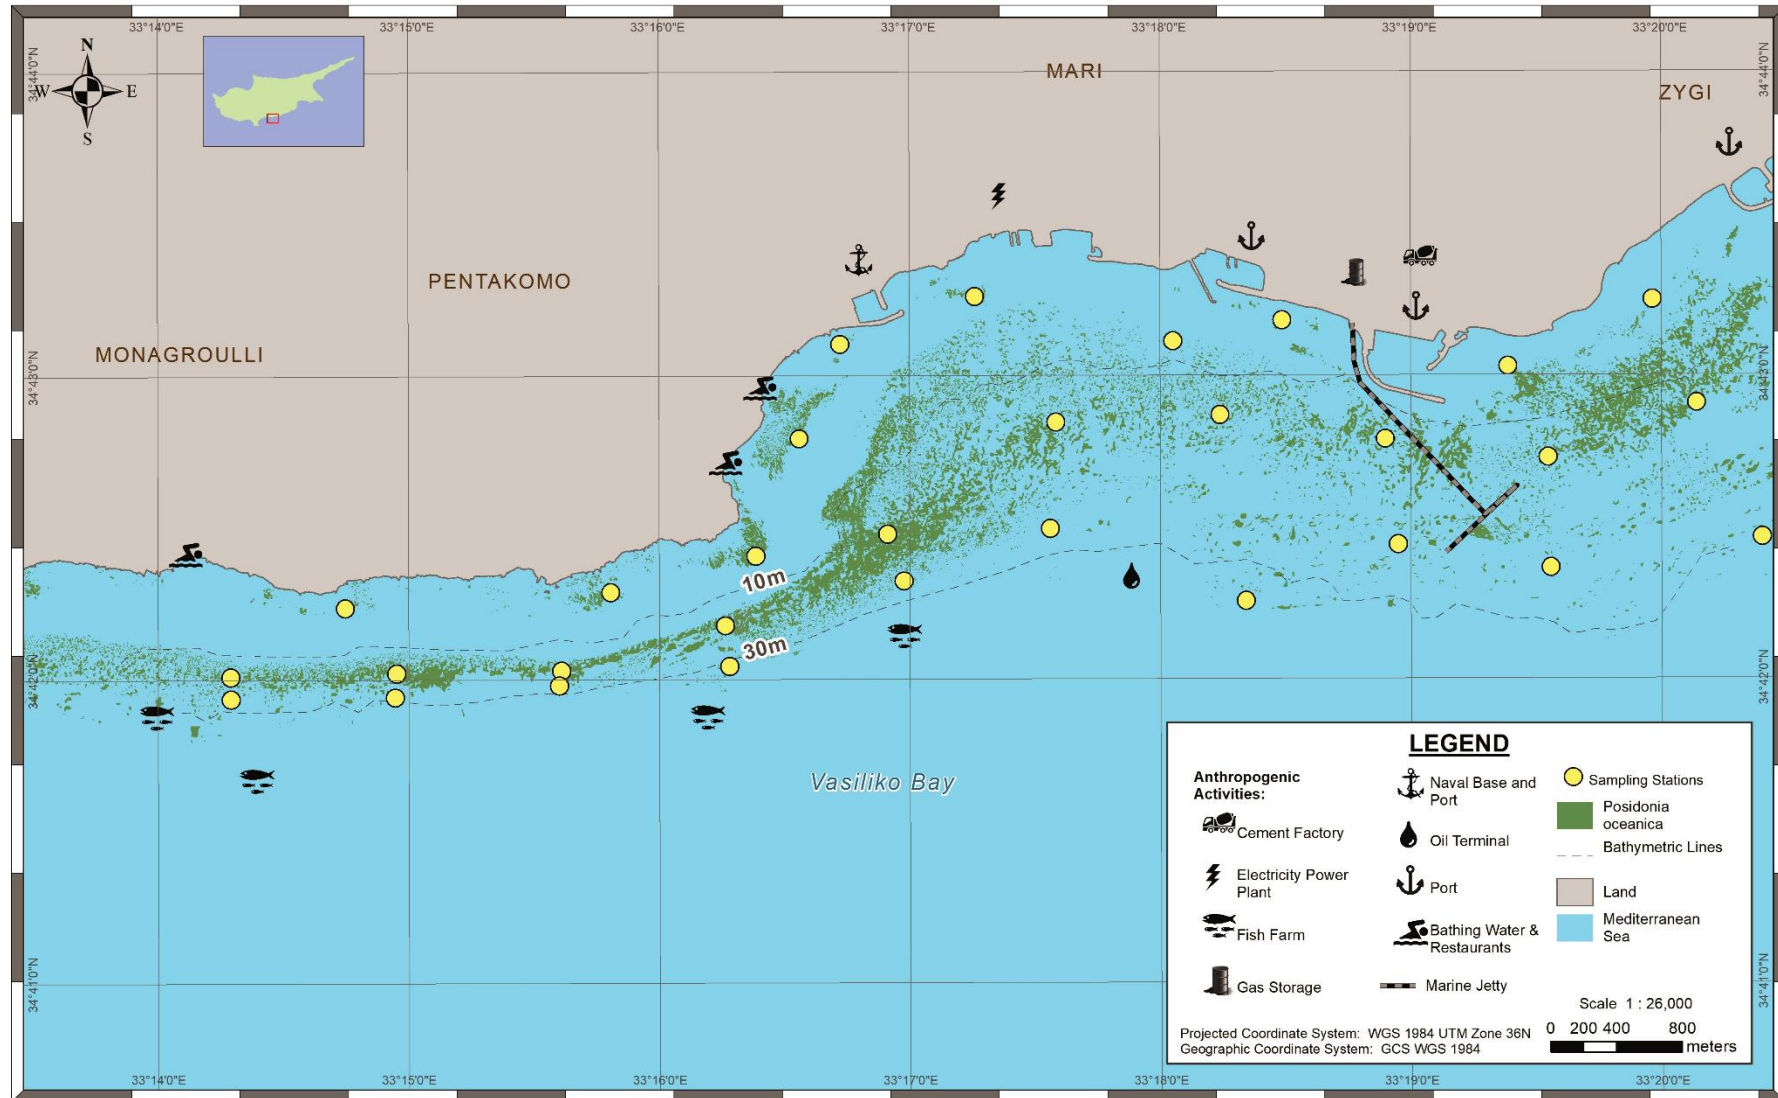 33°14'0"E
33°15'0"E
33°16'0"E
33°17'0"E
33°18'0"E
33°19'0"E
33°20'0"E
34°44'0"N
34°44'0"N
N
W
E
S
MARI
ZYGI
PENTAKOMO
MONAGROULLI
34°43'0"N
34°43'0"N
10m
30m
34°42'0"N
34°42'0"N
Vasiliko Bay
LEGEND
Anthropogenic
Activities:
Cement Factory
Electricity Power
Plant
Fish Farm
Gas Storage
Naval Base and
Port
Oil Terminal
Port
Bathing Water &
Restaurants
Marine Jetty
Sampling Stations
Posidonia
oceanica
Bathymetric Lines
Land
Mediterranean
Sea
Scale 1 : 26,000
0 200 400 800
meters
Projected Coordinate System: WGS 1984 UTM Zone 36N
Geographic Coordinate System: GCS WGS 1984
34°41'0"N
34°41'0"N
33°14'0"E
33°15'0"E
33°16'0"E
33°17'0"E
33°18'0"E
33°19'0"E
33°20'0"E